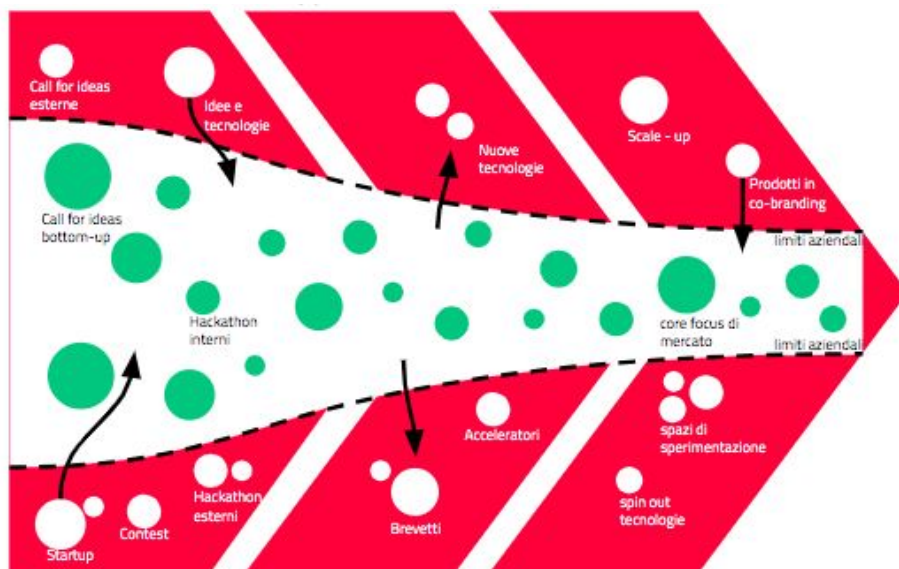 Call for ideas
esterne
Idee e
tecnologie
Nuove
tecnologie
Scale - up
Prodotti in
co-branding
Call for ideas
bottom-up
limiti aziendal
Hackathon
interni
core focus di
mercato
limiti aziendal
Startup
Contest
Hackathon
esterni
Brevetti
Acceleratori
spazi di
sperimentazione
spin out
tecnologie